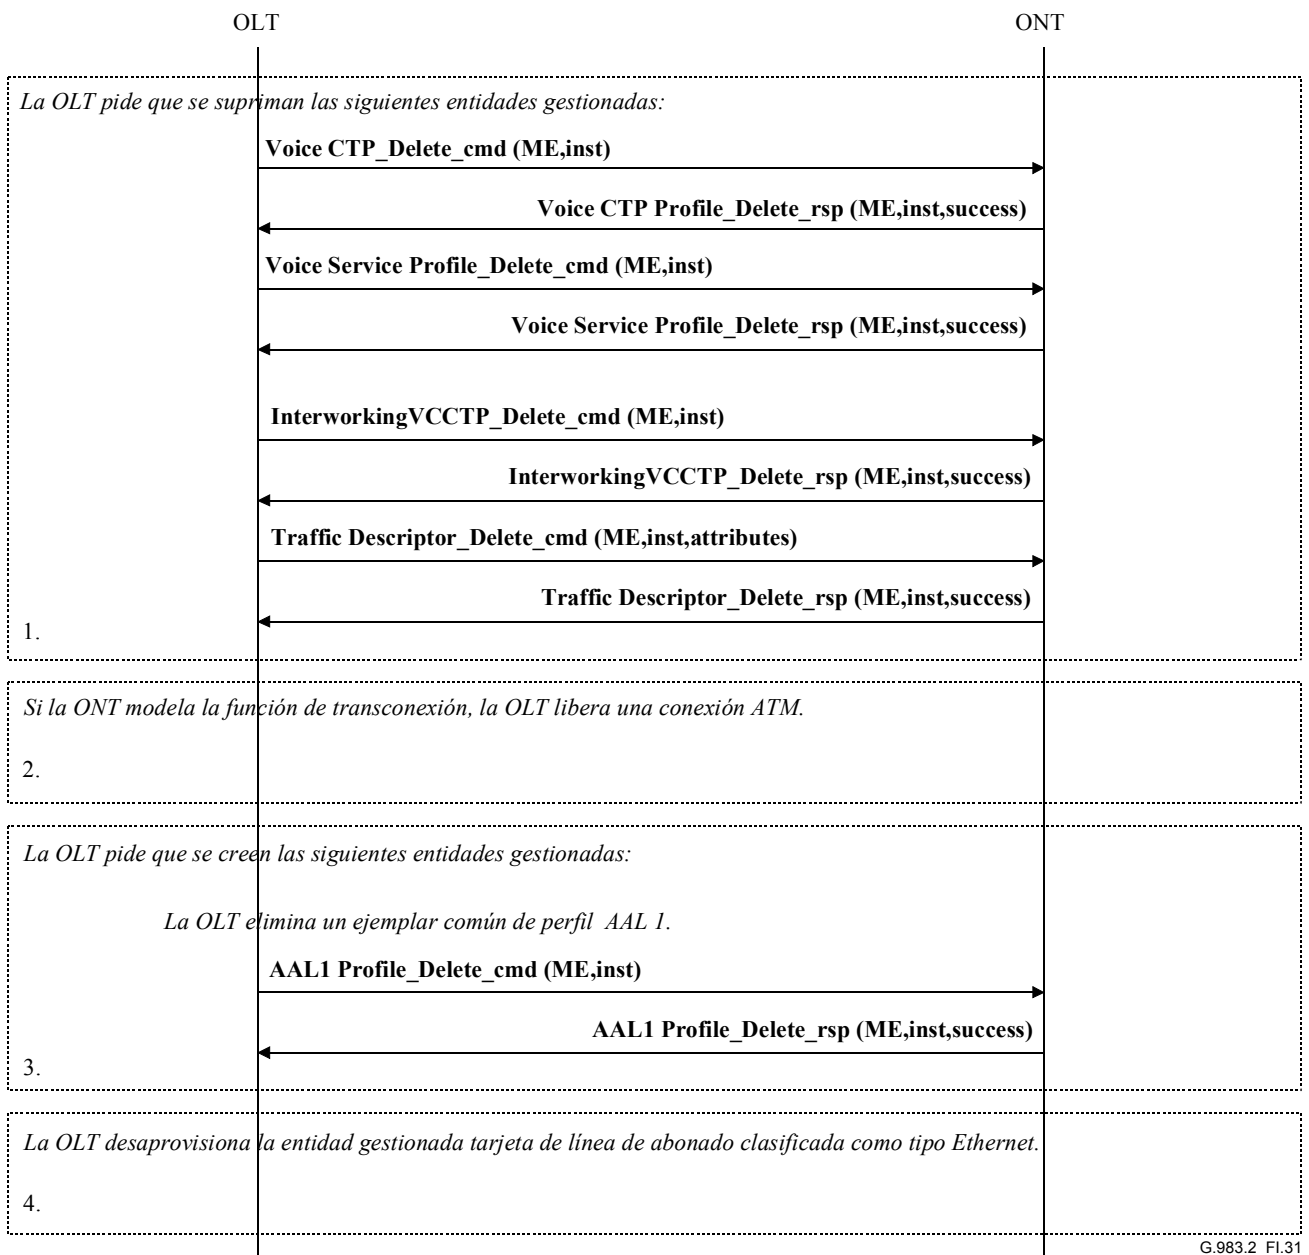 OLT
ONT
La OLT pide que se supriman las siguientes entidades gestionadas:
Voice CTP_Delete_cmd (ME,inst)
Voice CTP Profile_Delete_rsp (ME,inst,success)
Voice Service Profile_Delete_cmd (ME,inst)
Voice Service Profile_Delete_rsp (ME,inst,success)
InterworkingVCCTP_Delete_cmd (ME,inst)
InterworkingVCCTP_Delete_rsp (ME,inst,success)
Traffic Descriptor_Delete_cmd (ME,inst,attributes)
Traffic Descriptor_Delete_rsp (ME,inst,success)
1.
Si la ONT modela la función de transconexión, la OLT libera una conexión ATM.
2.
La OLT pide que se creen las siguientes entidades gestionadas:
La OLT elimina un ejemplar común de perfil AAL 1.
AAL1 Profile_Delete_cmd (ME,inst)
AAL1 Profile_Delete_rsp (ME,inst,success)
3.
La OLT desaprovisiona la entidad gestionada tarjeta de línea de abonado clasificada como tipo Ethernet.
4.
G.983.2_FI.31